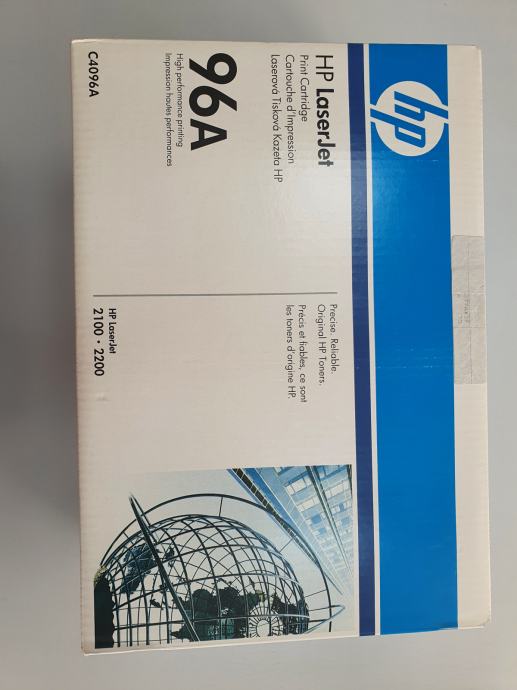 hp
HP LaserJet
Print Cartridge
Cartouche d'Impression
Laserová Tisková Kazeta HP
96A
High performance printing
Impression hautes performances
C4096A
Precise. Reliable.
Original HP Toners.
Précis et fiables, ce sont
les toners d'origine HP.
HP LaserJet
2100 • 2200